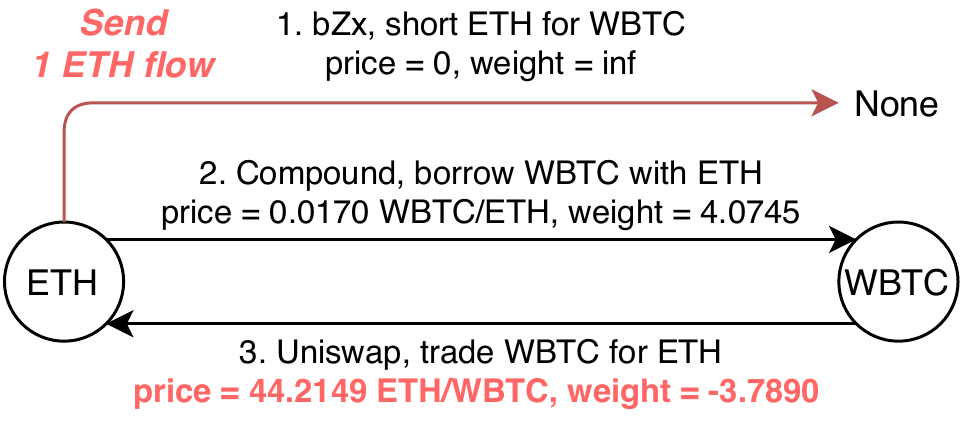 Send
1 ETH flow
1. bZx, short ETH for WBTC
price = 0, weight = inf
None
2. Compound, borrow WBTC with ETH
price = 0.0170 WBTC/ETH, weight = 4.0745
ETH
WBTC
3. Uniswap, trade WBTC for ETH
price = 44.2149 ETH/WBTC, weight = -3.7890